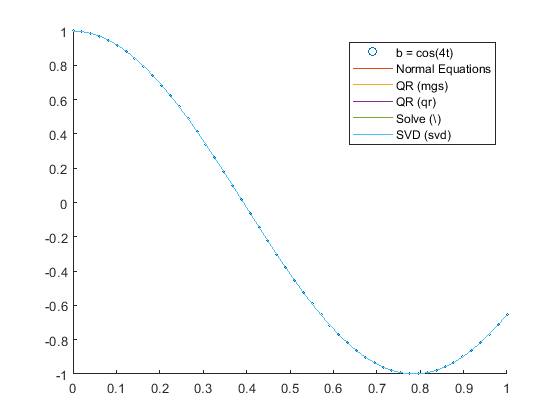 1
0.8
0.6
0.4
0.2
0
-0.2
-0.4
-0.6
-0.8
-1
0 0.1 0.2 0.3 0.4 0.5 0.6 0.7 0.8 0.9 1
b = cos(4t)
Normal Equations
QR (mgs)
QR (qr)
Solve (\)
SVD (svd)